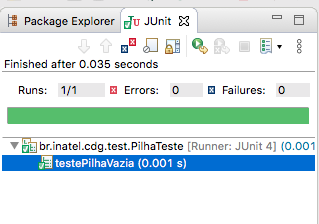 Package Explorer JUnit
Finished after 0.035 seconds
Runs: 1/1 Errors: 0 Failures: 0
br.inatel.cdg.test.PilhaTeste [Runner: JUnit 4] (0.001
testePilhaVazia (0.001 s)